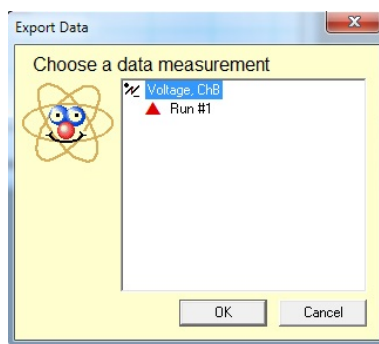 Export Data
Choose a data measurement
Voltage, ChB
Run #1
OK Cancel